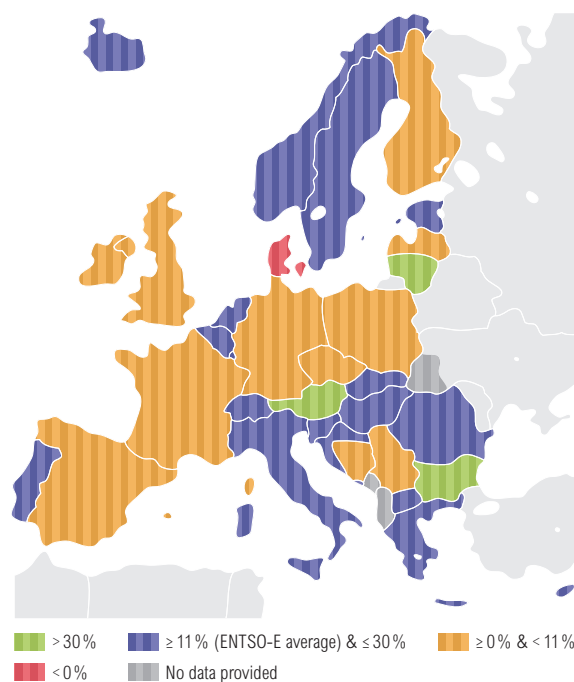 > 30 % ≥ 11 % (ENTSO-E average) & ≤ 30 % ≥ 0 % & < 11 %
< 0 % No data provided